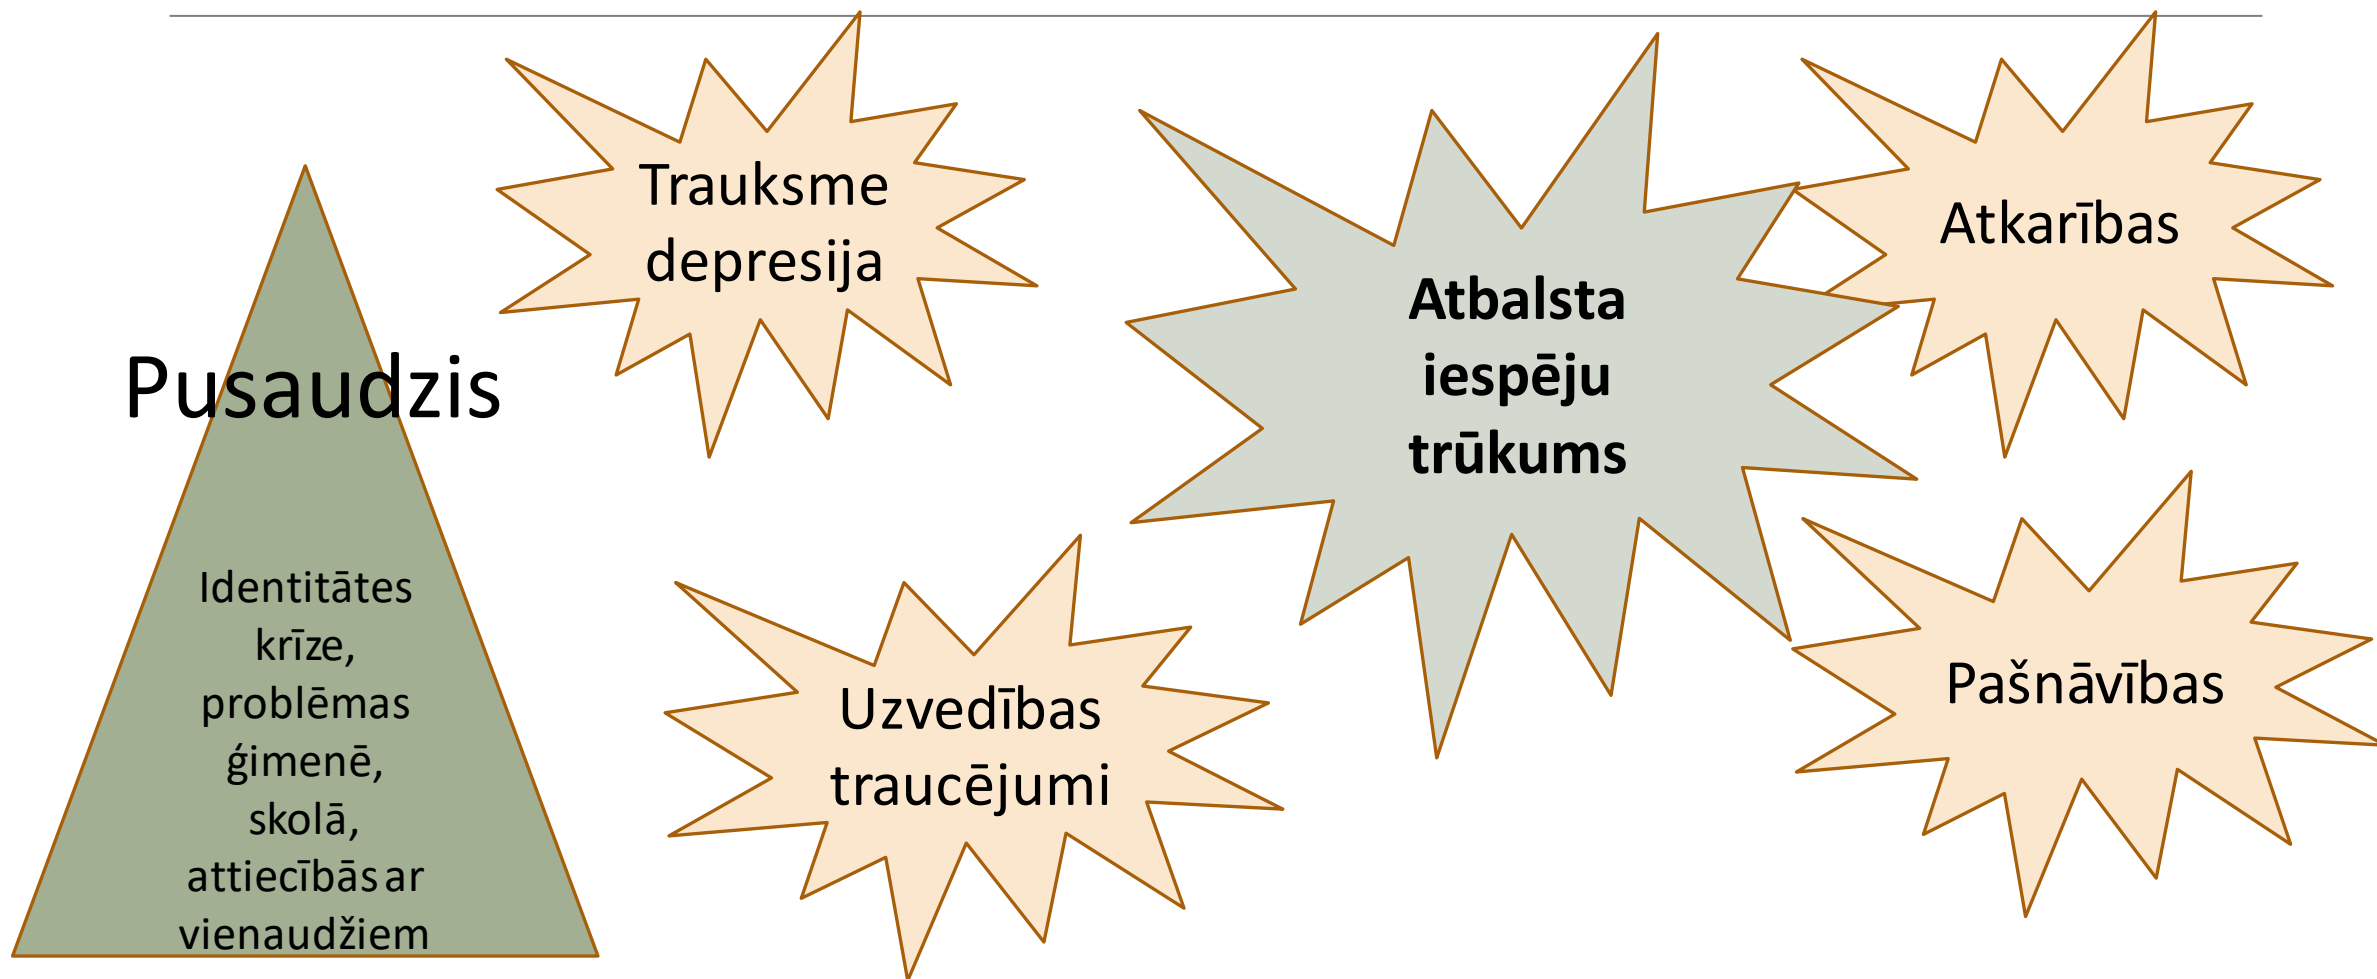 Pusaudzis
Identitātes
krīze,
problēmas
ģimenē,
skolā,
attiecībās ar
vienaudžiem
Trauksme
depresija
Uzvedības
traucējumi
Atbalsta
iespēju
trūkums
Atkarības
Pašnāvības